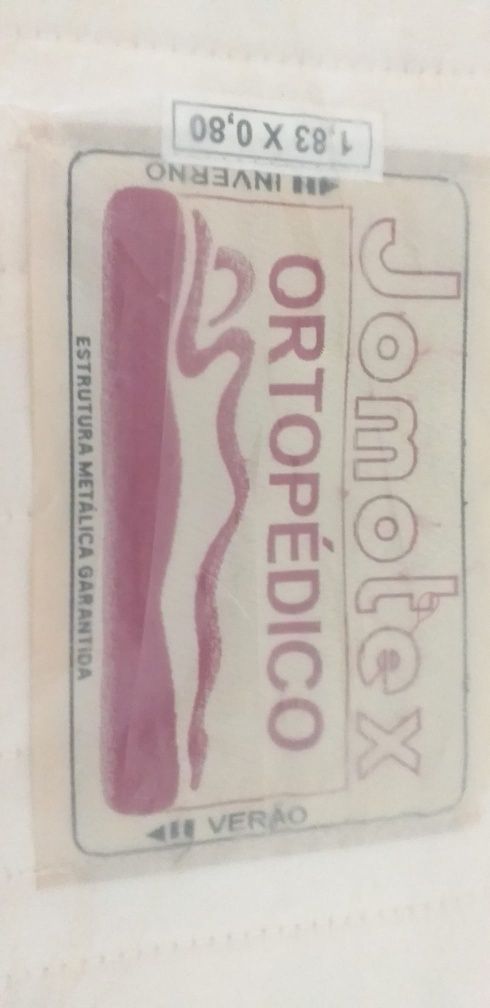 1,83 X 0,80
INVERNO
Jomotex
ORTOPÉDICO
ESTRUTURA METÁLICA GARANTIDA
VERÃO